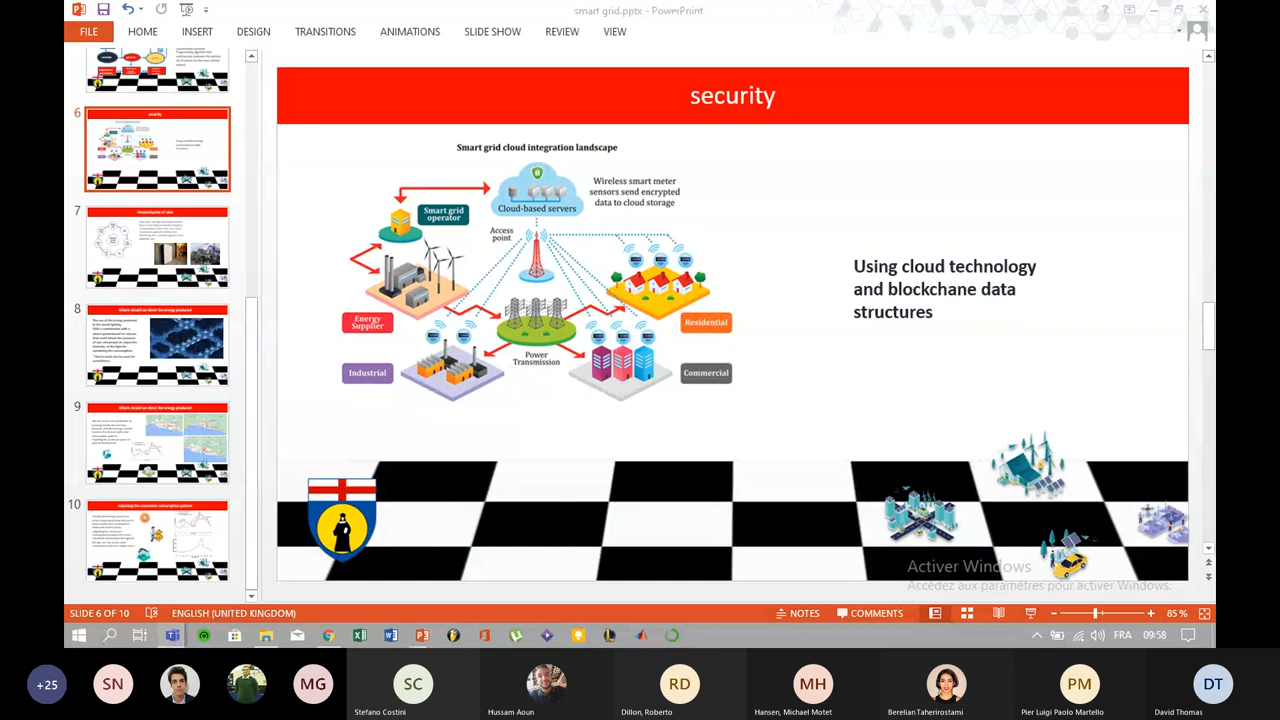 smart grid.pptx - PowerPoint
FILE HOME INSERT DESIGN TRANSITIONS ANIMATIONS SLIDE SHOW REVIEW VIEW
6
7
8
9
10
security
Smart grid cloud integration landscape
Cloud-based servers
Wireless smart meter
sensors send encrypted
data to cloud storage
Smart grid
operator
Access
point
Energy
Supplier
Residential
Power
Transmission
Industrial
Commercial
Using cloud technology
and blockchane data
structures
Activer Windows
Accédez aux paramètres pour activer Windows.
SLIDE 6 OF 10 ENGLISH (UNITED KINGDOM) NOTES COMMENTS 85 %
FRA 09:58
+25 SN MG SC RD MH PM DT
Stefano Costini Hussam Aoun Dillon, Roberto Hansen, Michael Motet Berelian Taherirostami Pier Luigi Paolo Martello David Thomas